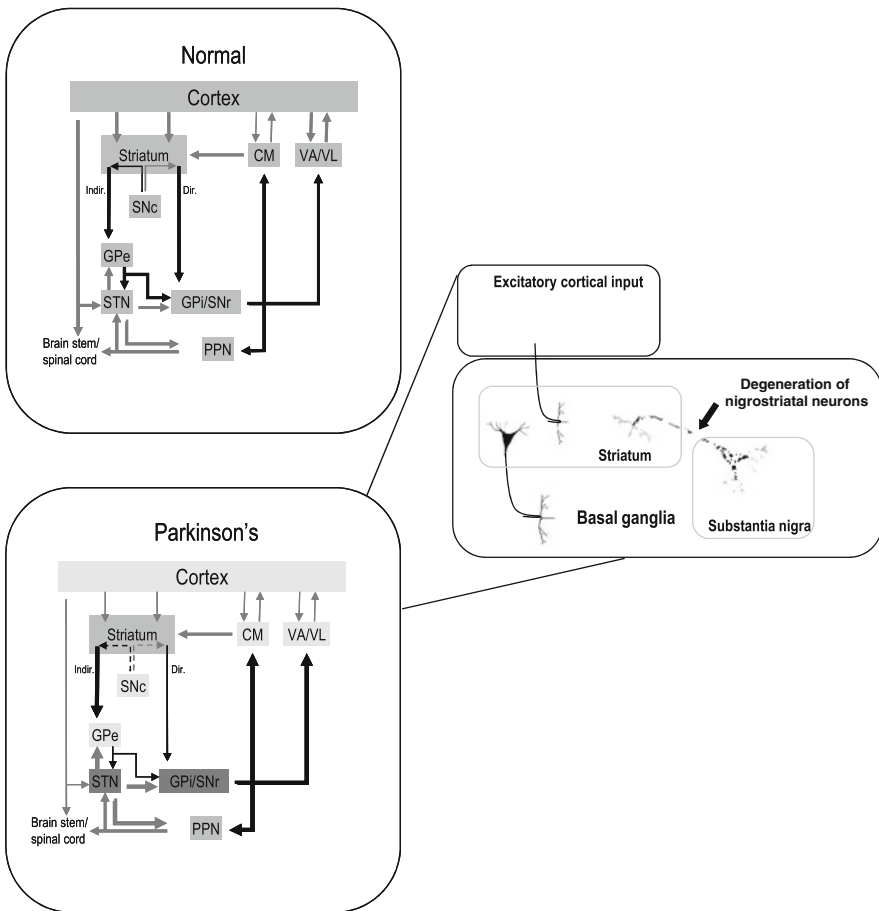 Normal
Cortex
Striatum
CM
VA/VL
Indir.
Dir.
SNc
GPe
STN
GPi/SNr
Brain stem/
spinal cord
PPN
Excitatory cortical input
Degeneration of
nigrostriatal neurons
Striatum
Basal ganglia
Substantia nigra
Parkinson's
Cortex
Striatum
CM
VA/VL
Indir.
Dir.
SNc
GPe
STN
GPi/SNr
Brain stem/
spinal cord
PPN